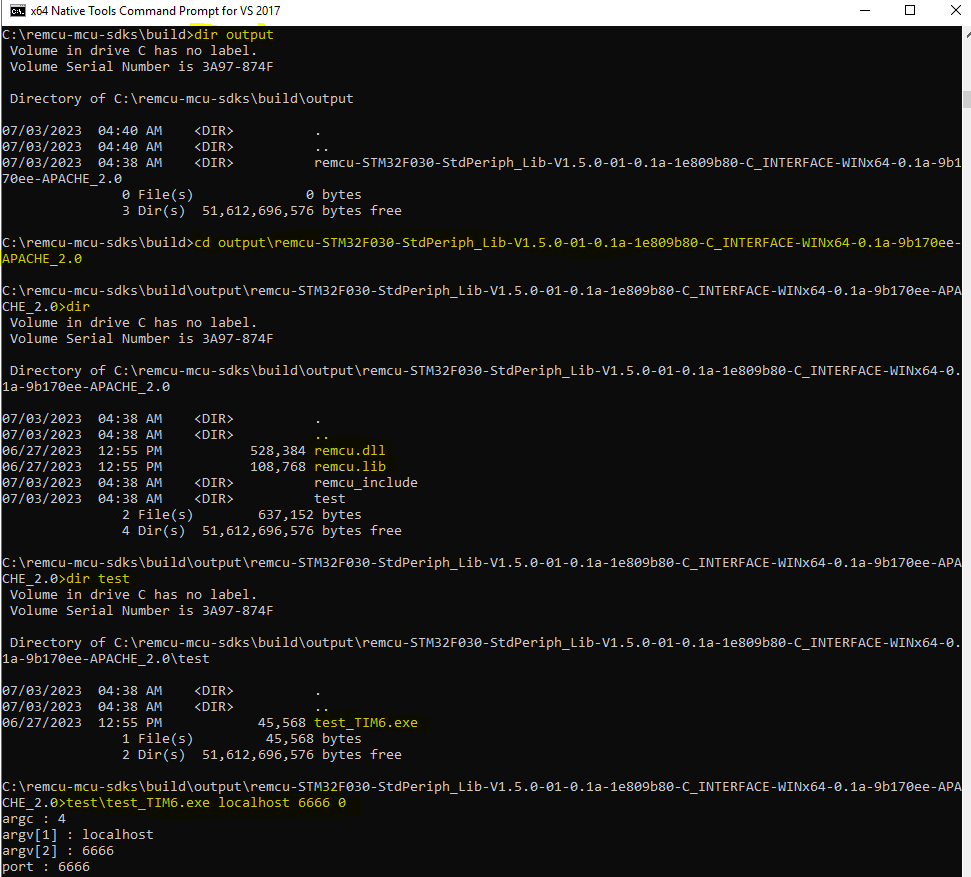 x64 Native Tools Command Prompt for VS 2017
C:\remcu-mcu-sdks\build>dir output
 Volume in drive C has no label.
 Volume Serial Number is 3A97-874F

 Directory of C:\remcu-mcu-sdks\build\output

07/03/2023  04:40 AM    <DIR>          .
07/03/2023  04:40 AM    <DIR>          ..
07/03/2023  04:38 AM    <DIR>          remcu-STM32F030-StdPeriph_Lib-V1.5.0-01-0.1a-1e809b80-C_INTERFACE-WINx64-0.1a-9b1
70ee-APACHE_2.0
               0 File(s)              0 bytes
               3 Dir(s)  51,612,696,576 bytes free

C:\remcu-mcu-sdks\build>cd output\remcu-STM32F030-StdPeriph_Lib-V1.5.0-01-0.1a-1e809b80-C_INTERFACE-WINx64-0.1a-9b170ee-
APACHE_2.0

C:\remcu-mcu-sdks\build\output\remcu-STM32F030-StdPeriph_Lib-V1.5.0-01-0.1a-1e809b80-C_INTERFACE-WINx64-0.1a-9b170ee-APA
CHE_2.0>dir
 Volume in drive C has no label.
 Volume Serial Number is 3A97-874F

 Directory of C:\remcu-mcu-sdks\build\output\remcu-STM32F030-StdPeriph_Lib-V1.5.0-01-0.1a-1e809b80-C_INTERFACE-WINx64-0.
1a-9b170ee-APACHE_2.0

07/03/2023  04:38 AM    <DIR>          .
07/03/2023  04:38 AM    <DIR>          ..
06/27/2023  12:55 PM           528,384 remcu.dll
06/27/2023  12:55 PM           108,768 remcu.lib
07/03/2023  04:38 AM    <DIR>          remcu_include
07/03/2023  04:38 AM    <DIR>          test
               2 File(s)        637,152 bytes
               4 Dir(s)  51,612,696,576 bytes free

C:\remcu-mcu-sdks\build\output\remcu-STM32F030-StdPeriph_Lib-V1.5.0-01-0.1a-1e809b80-C_INTERFACE-WINx64-0.1a-9b170ee-APA
CHE_2.0>dir test
 Volume in drive C has no label.
 Volume Serial Number is 3A97-874F

 Directory of C:\remcu-mcu-sdks\build\output\remcu-STM32F030-StdPeriph_Lib-V1.5.0-01-0.1a-1e809b80-C_INTERFACE-WINx64-0.
1a-9b170ee-APACHE_2.0\test

07/03/2023  04:38 AM    <DIR>          .
07/03/2023  04:38 AM    <DIR>          ..
06/27/2023  12:55 PM            45,568 test_TIM6.exe
               1 File(s)         45,568 bytes
               2 Dir(s)  51,612,696,576 bytes free

C:\remcu-mcu-sdks\build\output\remcu-STM32F030-StdPeriph_Lib-V1.5.0-01-0.1a-1e809b80-C_INTERFACE-WINx64-0.1a-9b170ee-APA
CHE_2.0>test\test_TIM6.exe localhost 6666 0
argc : 4
argv[1] : localhost
argv[2] : 6666
port : 6666